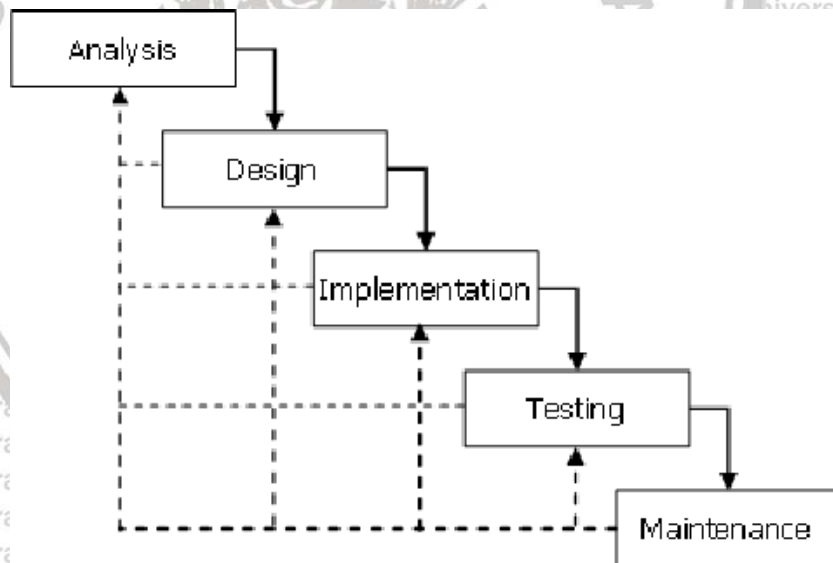 Analysis
Design
Implementation
Testing
Maintenance